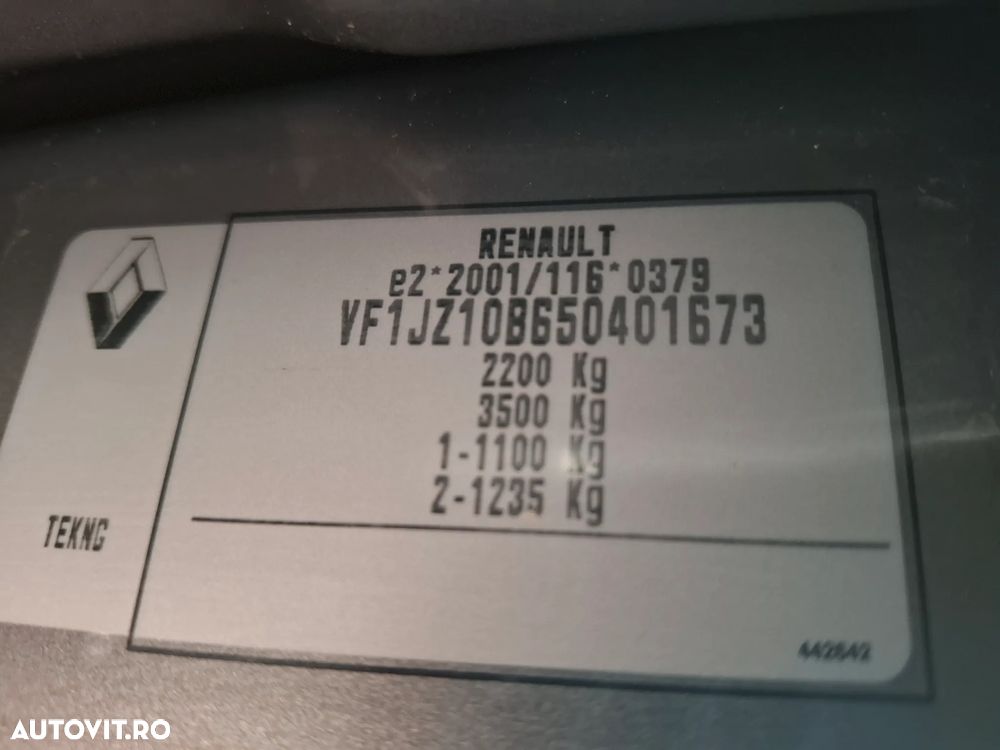 RENAULT
e2*2001/116*0379
VF1JZ10B650401673
2200 Kg
3500 Kg
1-1100 Kg
2-1235 Kg
TEKNG
442642
AUTOVIT.RO